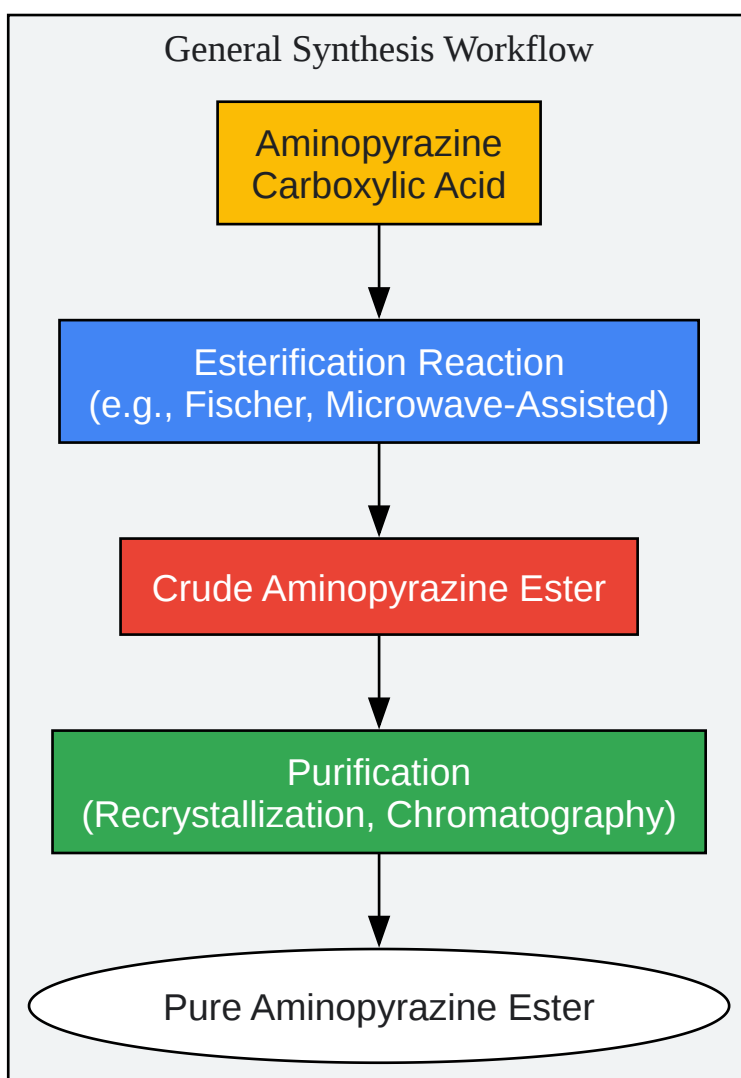 General Synthesis Workflow
Aminopyrazine
Carboxylic Acid
Esterification Reaction
(e.g., Fischer, Microwave-Assisted)
Crude Aminopyrazine Ester
Purification
(Recrystallization, Chromatography)
Pure Aminopyrazine Ester